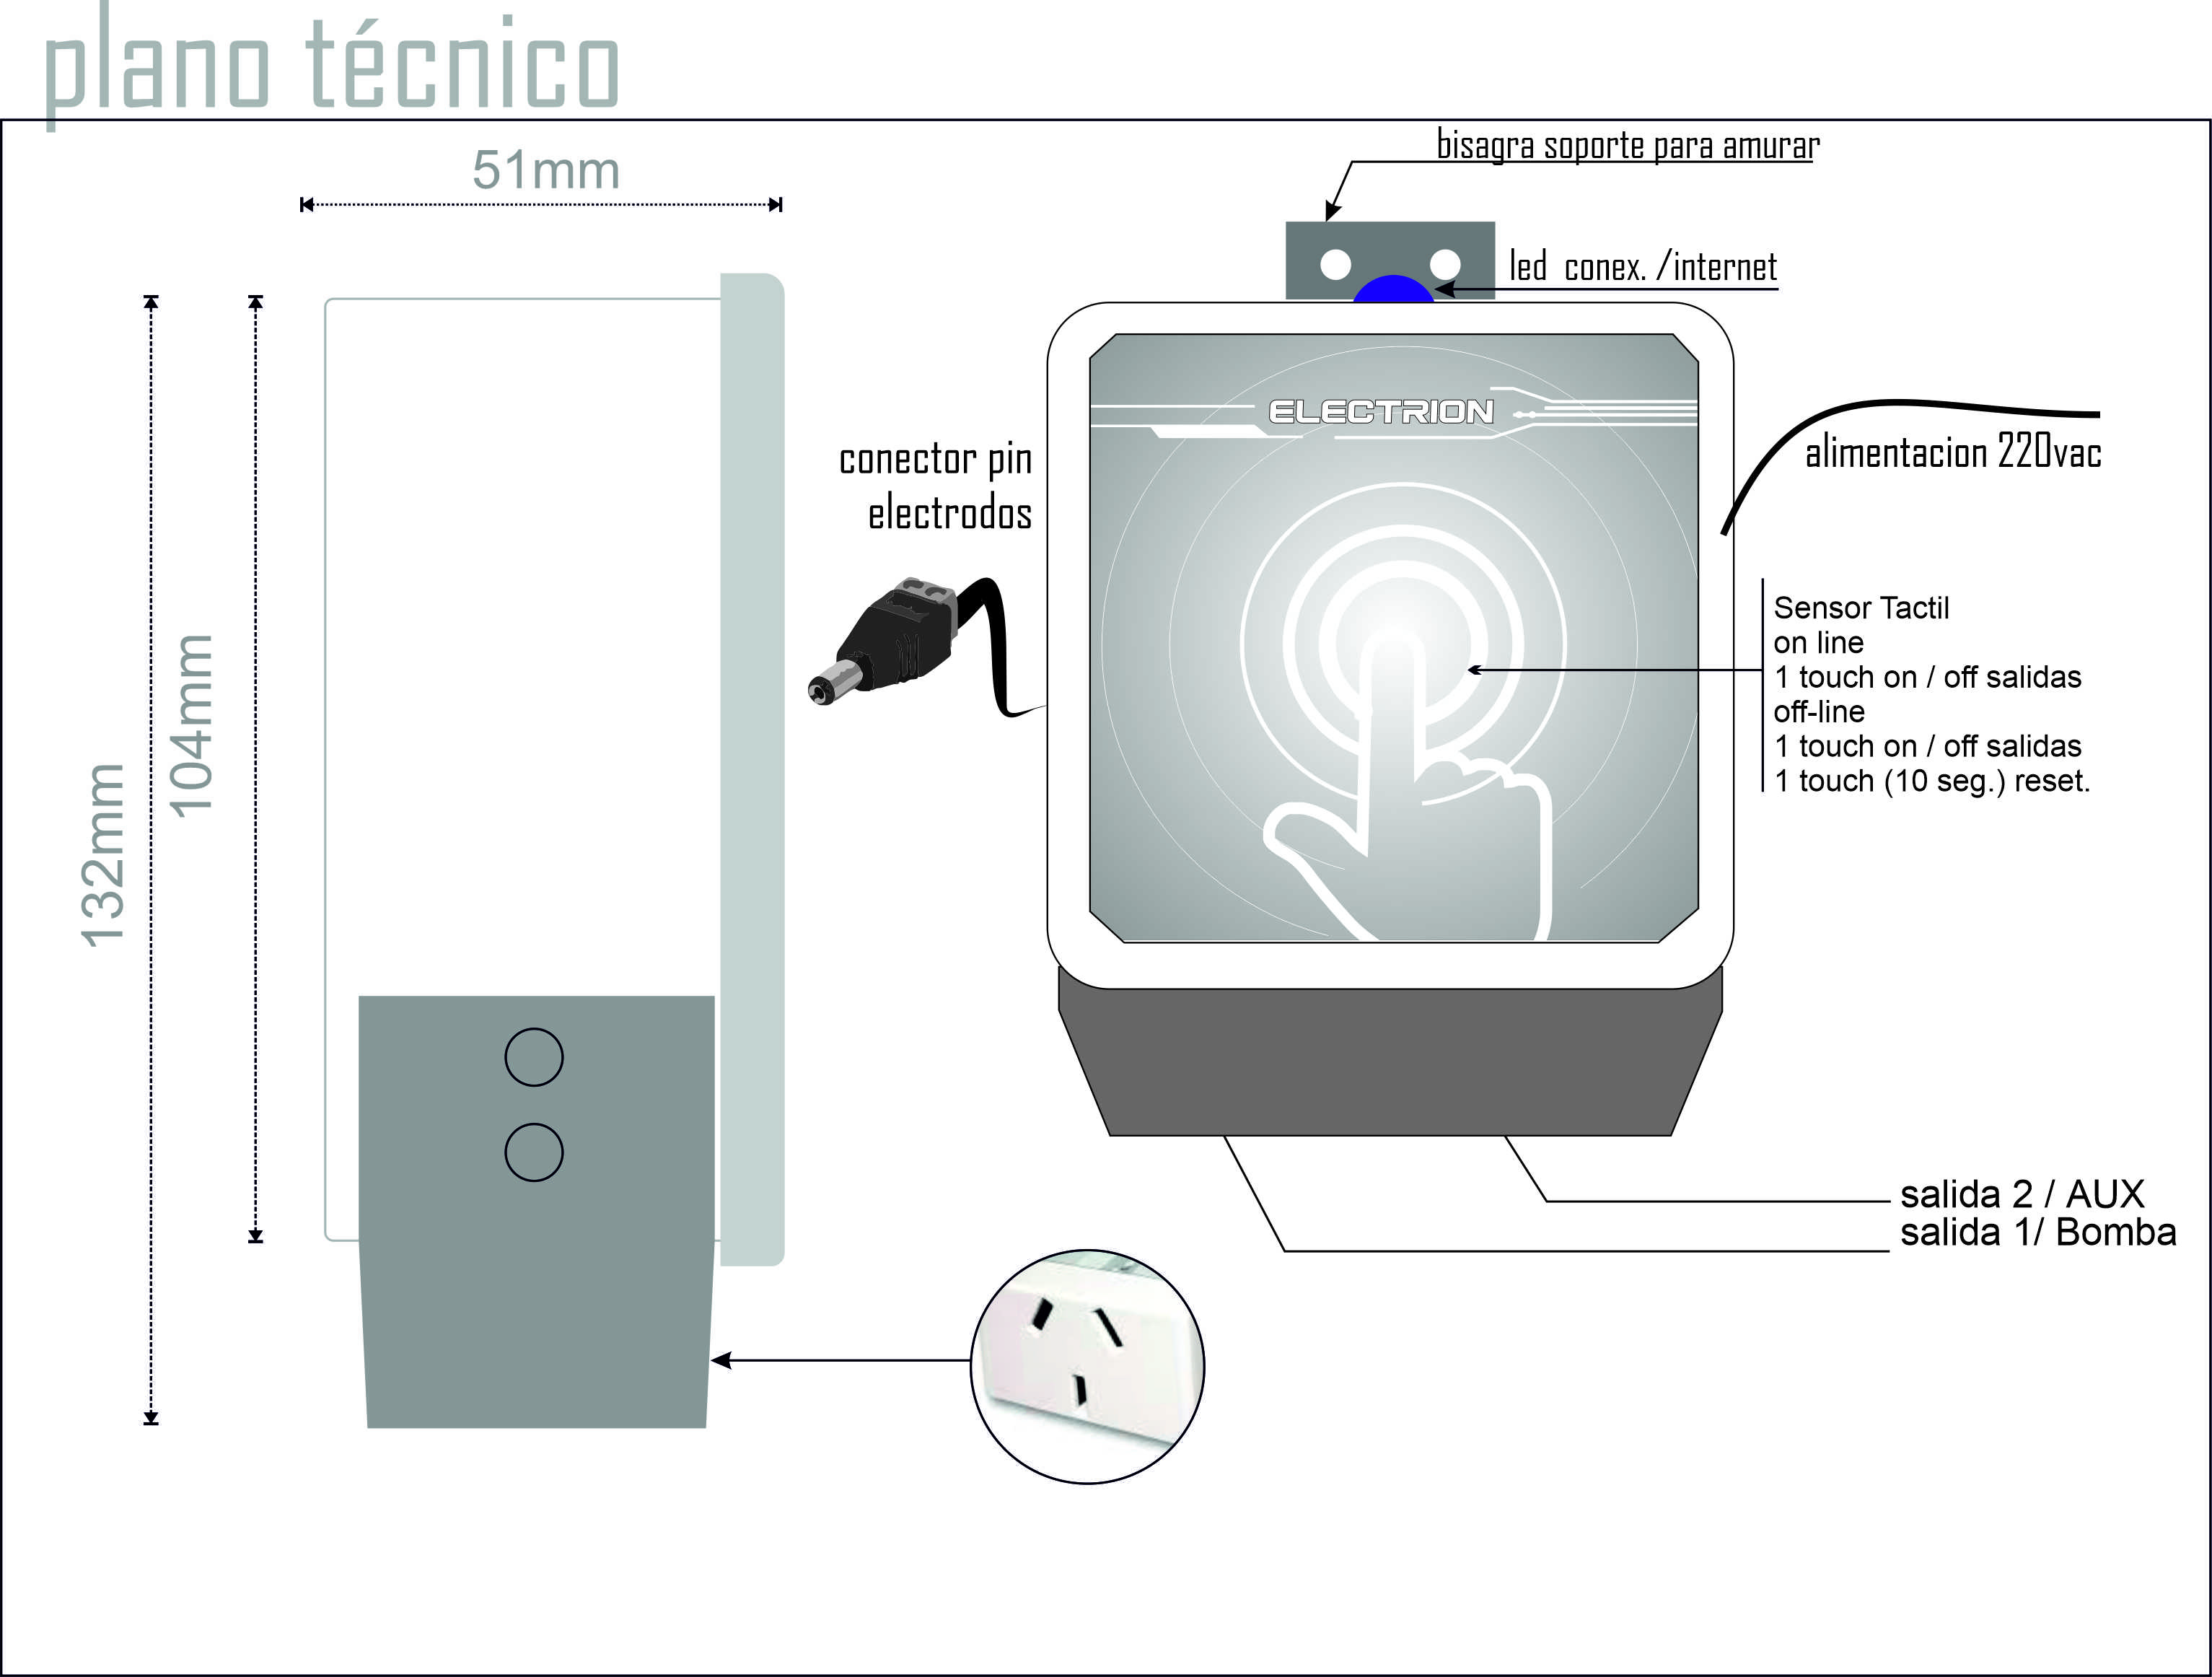 plano técnico
51mm
bisagra soporte para amurar
led conex. /internet
ELECTRION
conector pin
electrodos
alimentacion 220vac
132mm
104mm
Sensor Tactil
on line
1 touch on / off salidas
off-line
1 touch on / off salidas
1 touch (10 seg.) reset.
salida 2 / AUX
salida 1/ Bomba